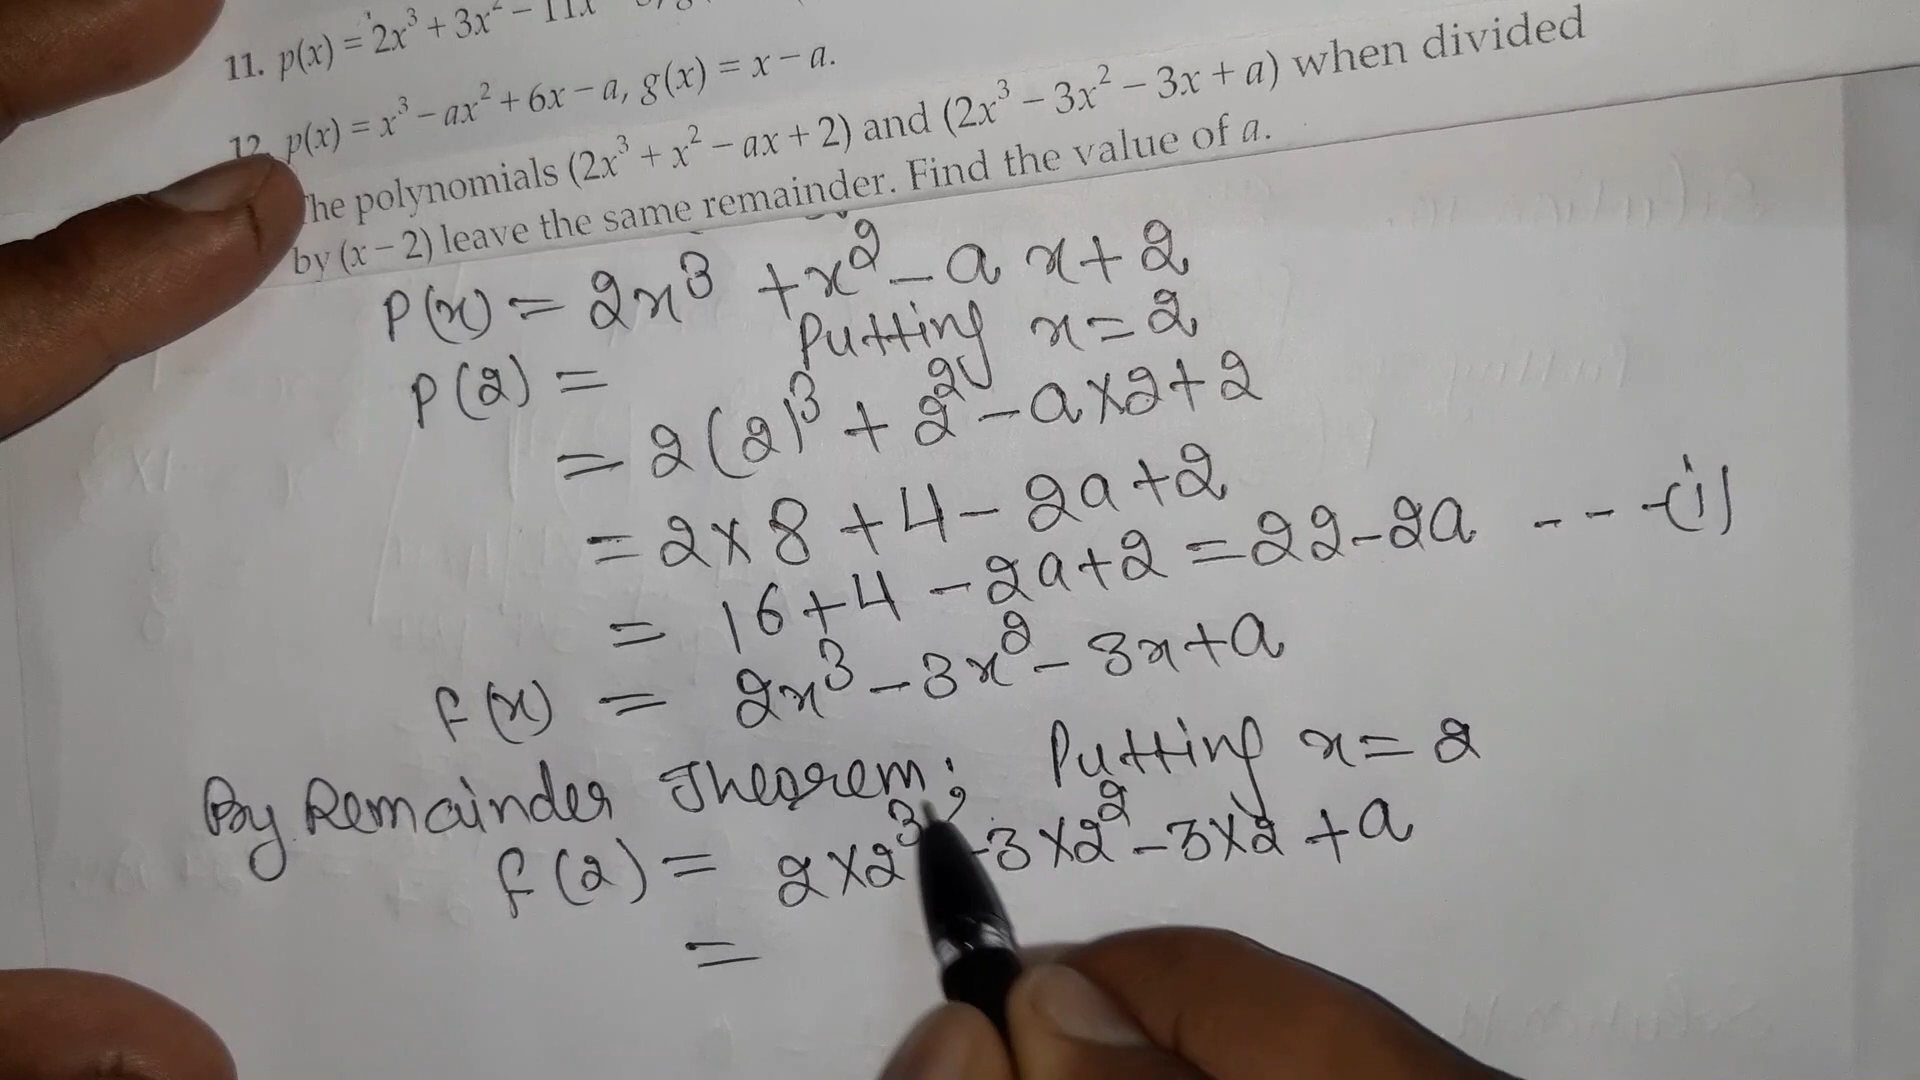 11. p(x) = 2x³ + 3x² – 11x
12. p(x) = x³ – ax² + 6x – a, g(x) = x – a.
The polynomials (2x³ + x² – ax + 2) and (2x³ – 3x² – 3x + a) when divided
by (x – 2) leave the same remainder. Find the value of a.
P(x) = 2x³ + x² – a x + 2
Putting x = 2
P(2) =
= 2(2)³ + 2² – a×2 + 2
= 2×8 + 4 – 2a + 2
= 16 + 4 – 2a + 2 = 22 – 2a - - - (i)
f(x) = 2x³ – 3x² – 3x + a
By Remainder Theorem; Putting x = 2
f(2) = 2×2³ – 3×2² – 3×2 + a
=